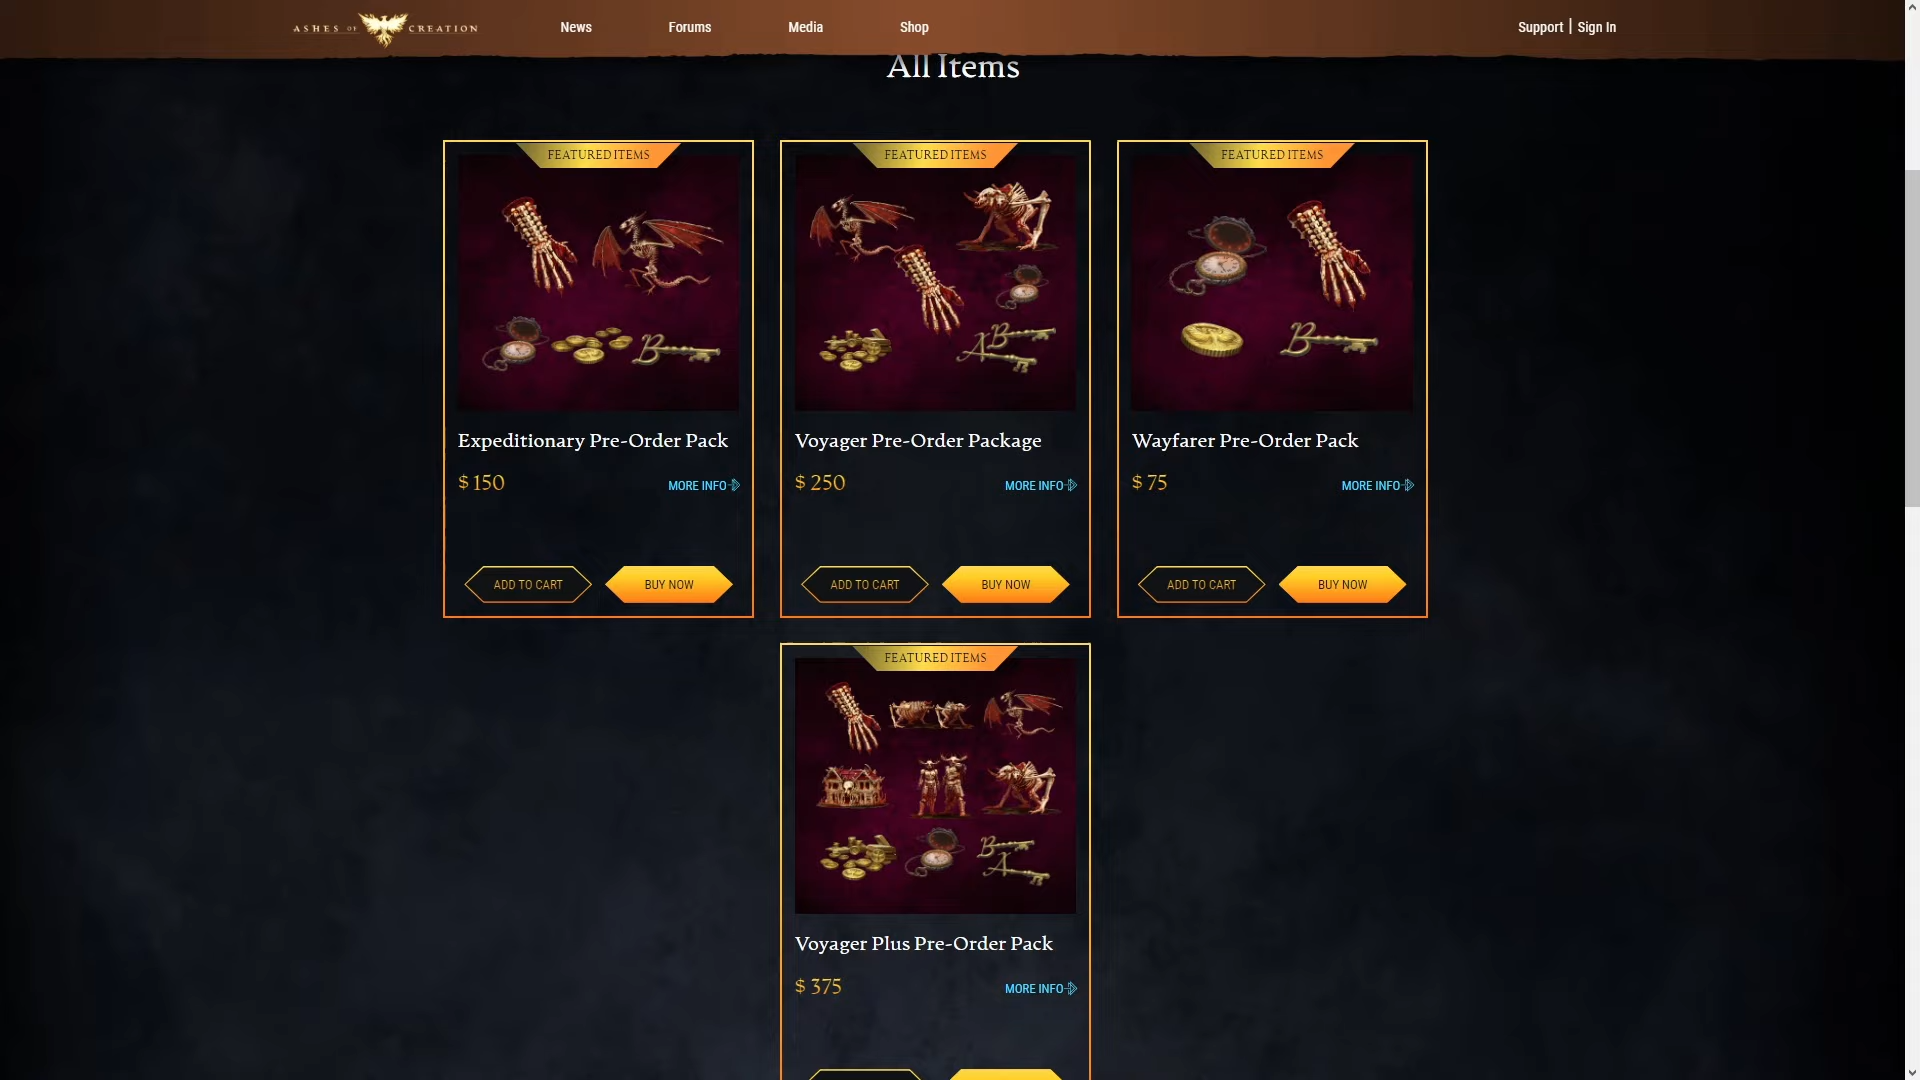 ASHES OF CREATION
News
Forums
Media
Shop
Support | Sign In
All Items
FEATURED ITEMS
FEATURED ITEMS
FEATURED ITEMS
Expeditionary Pre-Order Pack
Voyager Pre-Order Package
Wayfarer Pre-Order Pack
$ 150
MORE INFO
$ 250
MORE INFO
$ 75
MORE INFO
ADD TO CART
BUY NOW
ADD TO CART
BUY NOW
ADD TO CART
BUY NOW
FEATURED ITEMS
Voyager Plus Pre-Order Pack
$ 375
MORE INFO